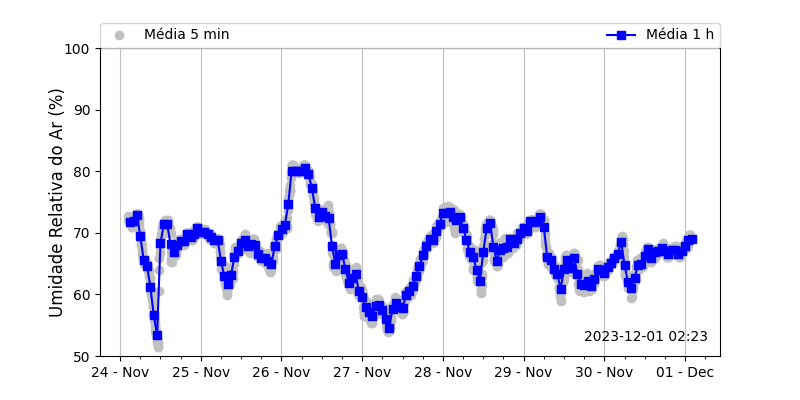 Média 5 min
Média 1 h
Umidade Relativa do Ar (%)
100
90
80
70
60
50
2023-12-01 02:23
24 - Nov
25 - Nov
26 - Nov
27 - Nov
28 - Nov
29 - Nov
30 - Nov
01 - Dec